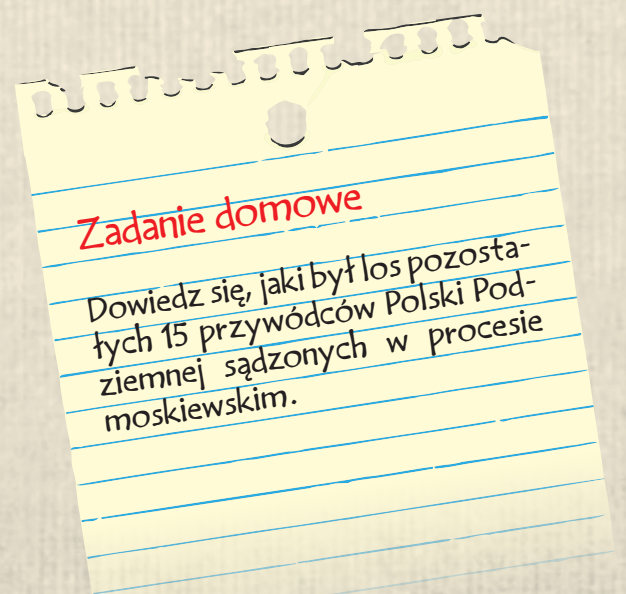 Zadanie domowe
Dowiedz się, jaki był los pozosta-
łych 15 przywódców Polski Pod-
ziemnej sądzonych w procesie
moskiewskim.